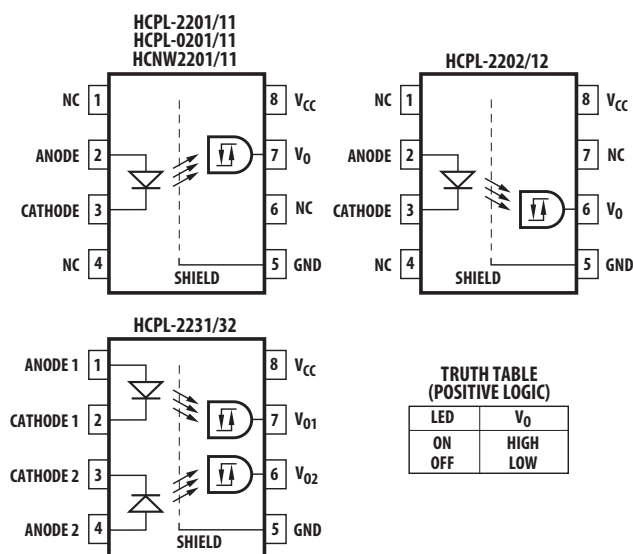 HCPL-2201/11
HCPL-0201/11
HCNW2201/11
NC 1
ANODE 2
CATHODE 3
NC 4
8 VCC
7 VO
6 NC
5 GND
SHIELD
HCPL-2202/12
NC 1
ANODE 2
CATHODE 3
NC 4
8 VCC
7 NC
6 VO
5 GND
SHIELD
HCPL-2231/32
ANODE 1 1
CATHODE 1 2
CATHODE 2 3
ANODE 2 4
8 VCC
7 VO1
6 VO2
5 GND
SHIELD
TRUTH TABLE
(POSITIVE LOGIC)
LED VO
ON HIGH
OFF LOW